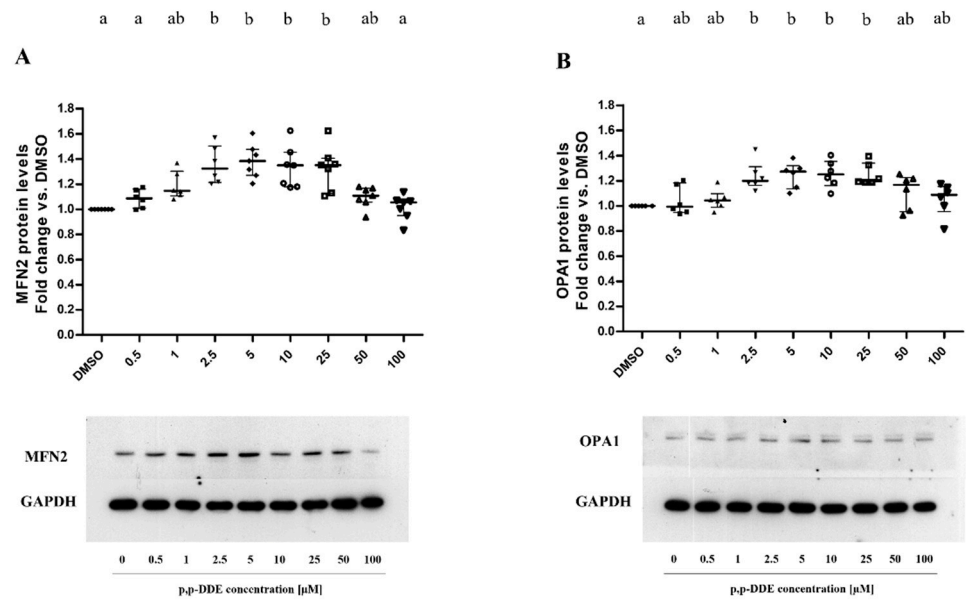 a a ab b b b b ab a
A
MFN2 protein levels
Fold change vs. DMSO
1.8
1.6
1.4
1.2
1.0
0.8
0.6
0.4
0.2
0.0
DMSO 0.5 1 2.5 5 10 25 50 100
MFN2
GAPDH
0 0.5 1 2.5 5 10 25 50 100
p,p-DDE concentration [µM]
a ab ab b b b b ab ab
B
OPA1 protein levels
Fold change vs. DMSO
1.8
1.6
1.4
1.2
1.0
0.8
0.6
0.4
0.2
0.0
DMSO 0.5 1 2.5 5 10 25 50 100
OPA1
GAPDH
0 0.5 1 2.5 5 10 25 50 100
p,p-DDE concentration [µM]